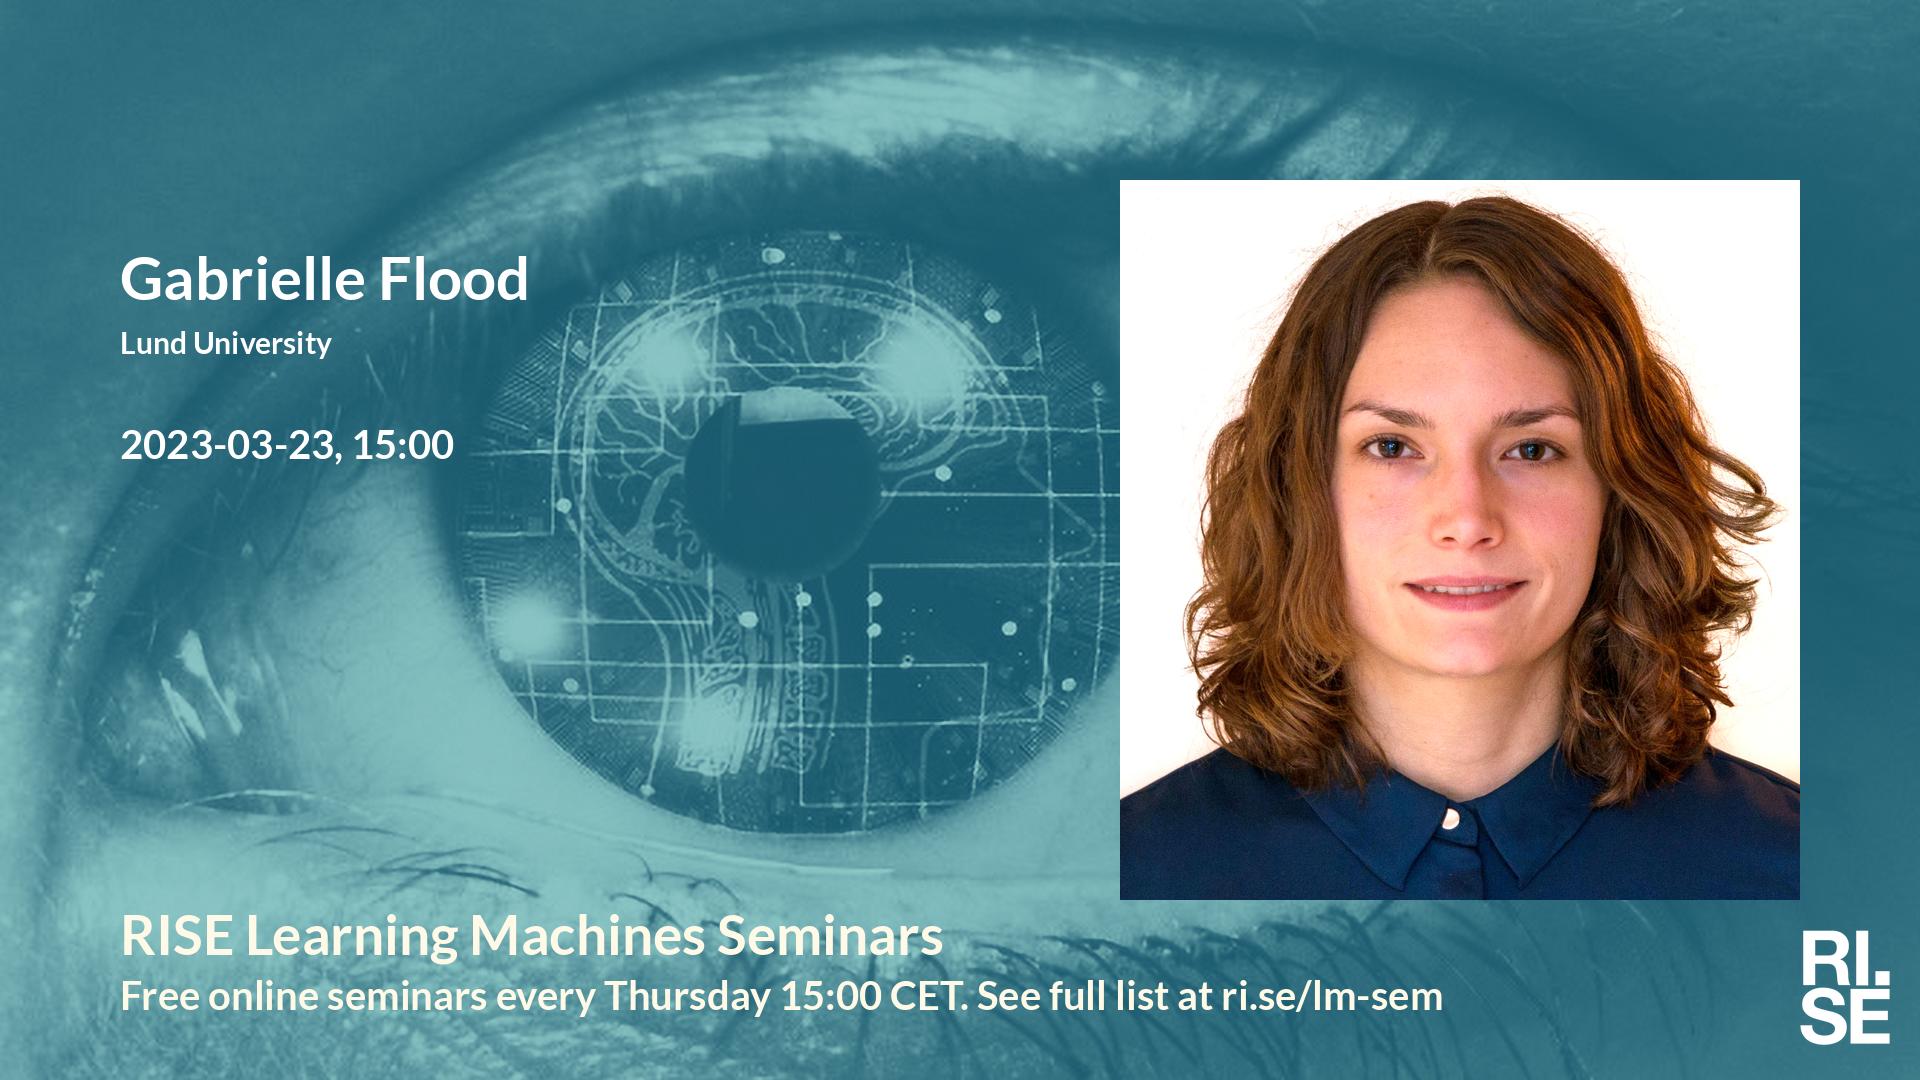 Gabrielle Flood
Lund University
2023-03-23, 15:00
RISE Learning Machines Seminars
Free online seminars every Thursday 15:00 CET. See full list at ri.se/lm-sem
RI.
SE